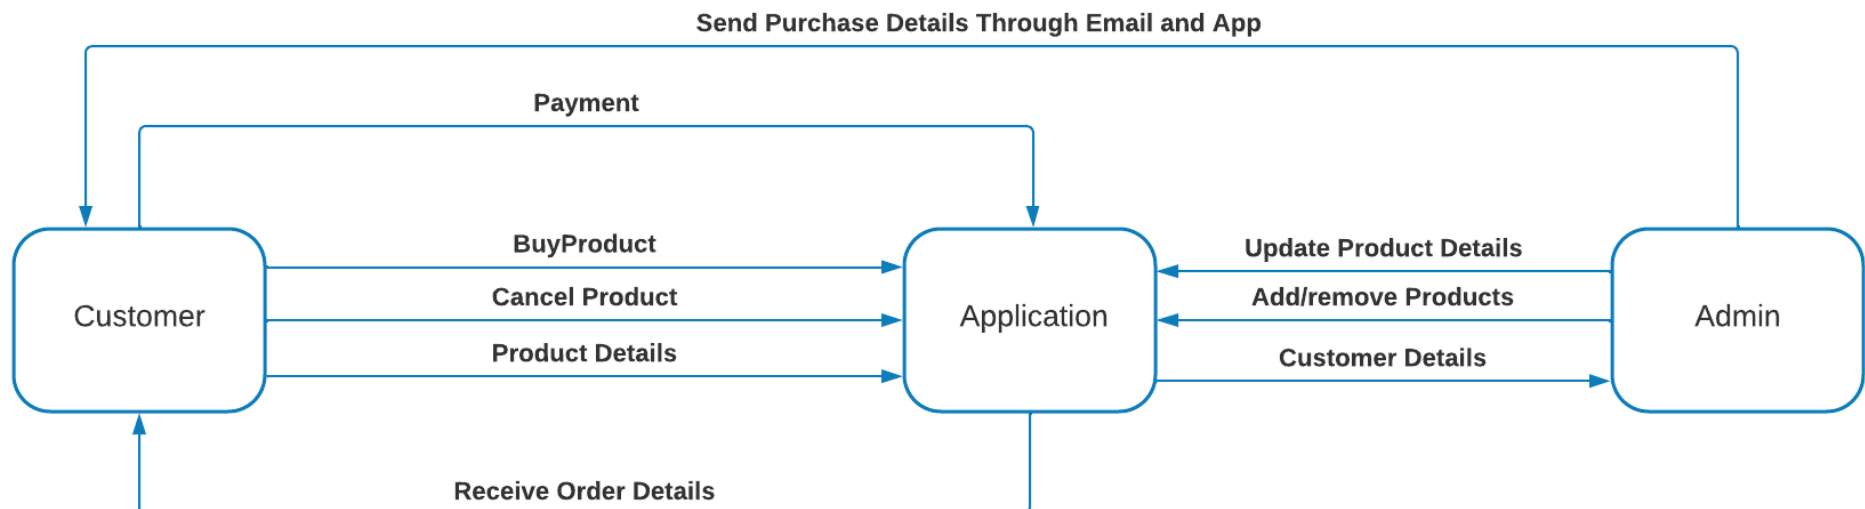 Send Purchase Details Through Email and App
Payment
BuyProduct
Update Product Details
Cancel Product
Add/remove Products
Customer
Application
Admin
Product Details
Customer Details
Receive Order Details